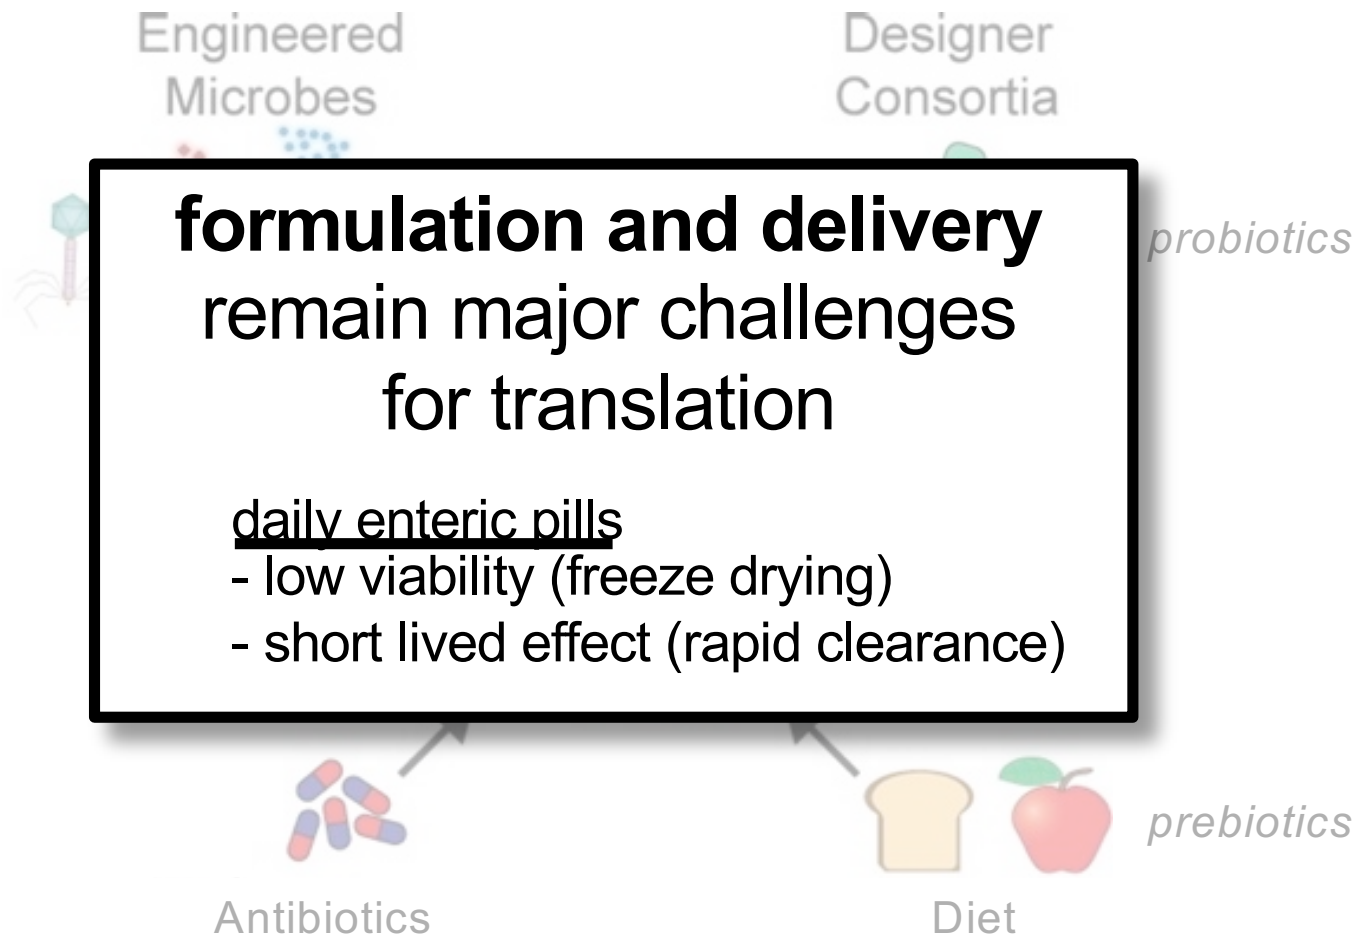 Engineered
Microbes
Designer
Consortia
probiotics
formulation and delivery
remain major challenges
for translation
daily enteric pills
- low viability (freeze drying)
- short lived effect (rapid clearance)
prebiotics
Antibiotics
Diet